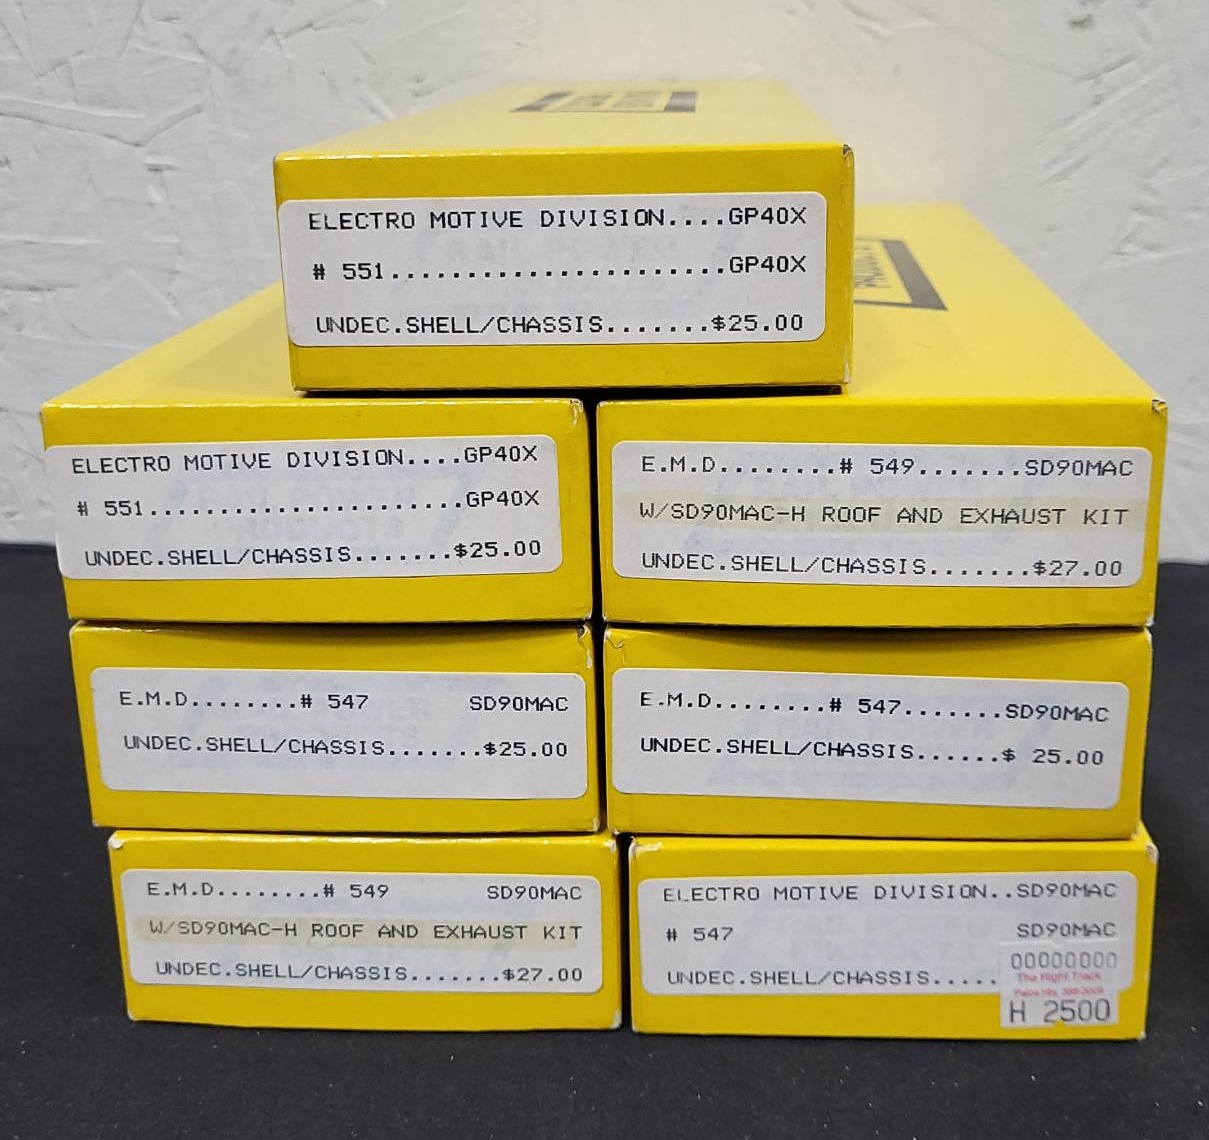 ELECTRO MOTIVE DIVISION....GP40X
# 551.......................GP40X
UNDEC.SHELL/CHASSIS.......$25.00
PRODUCTS
ELECTRO MOTIVE DIVISION....GP40X
# 551......................GP40X
UNDEC.SHELL/CHASSIS.......$25.00
E.M.D........# 549.......SD90MAC
W/SD90MAC-H ROOF AND EXHAUST KIT
UNDEC.SHELL/CHASSIS.......$27.00
E.M.D........# 547 SD90MAC
UNDEC.SHELL/CHASSIS.......$25.00
E.M.D........# 547.......SD90MAC
UNDEC.SHELL/CHASSIS......$ 25.00
E.M.D........# 549 SD90MAC
W/SD90MAC-H ROOF AND EXHAUST KIT
UNDEC.SHELL/CHASSIS.......$27.00
ELECTRO MOTIVE DIVISION..SD90MAC
# 547 SD90MAC
UNDEC.SHELL/CHASSIS.....
00000000
The Right Track
H 2500